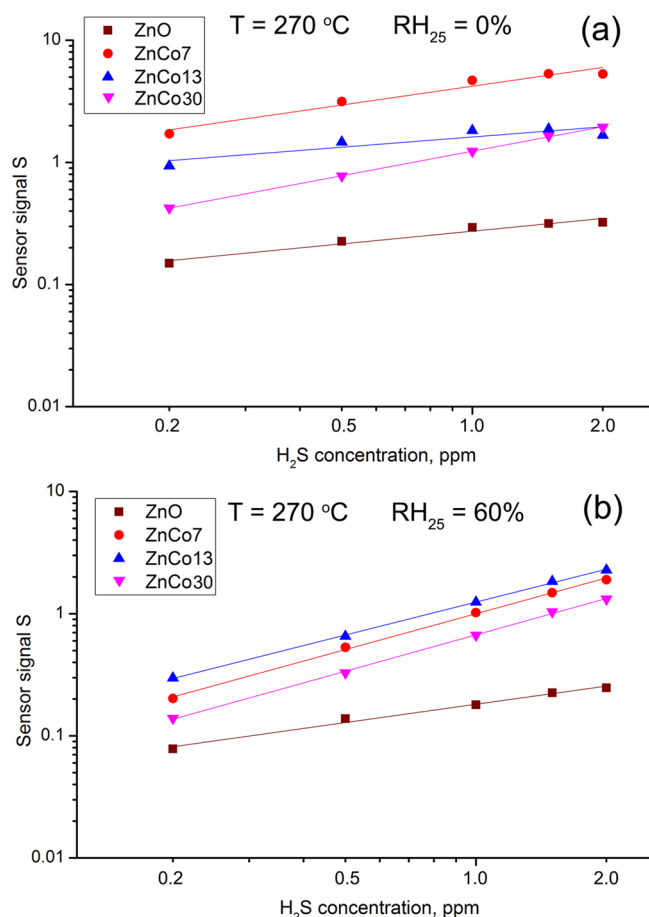 ZnO
ZnCo7
ZnCo13
ZnCo30
T = 270 °C RH25 = 0%
(a)
Sensor signal S
10
1
0.1
0.01
0.2 0.5 1.0 2.0
H2S concentration, ppm
ZnO
ZnCo7
ZnCo13
ZnCo30
T = 270 °C RH25 = 60%
(b)
Sensor signal S
10
1
0.1
0.01
0.2 0.5 1.0 2.0
H2S concentration, ppm